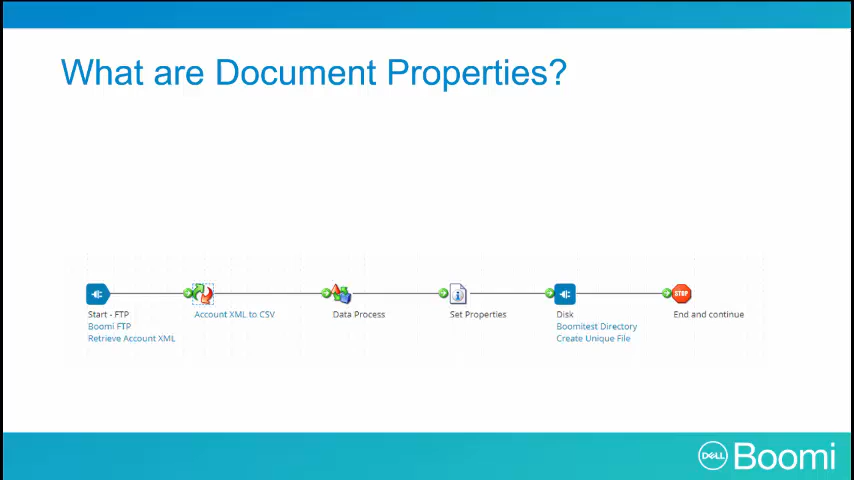 What are Document Properties?
Start - FTP
Boomi FTP
Retrieve Account XML
Account XML to CSV
Data Process
Set Properties
Disk
Boomitest Directory
Create Unique File
STOP
End and continue
DELL Boomi